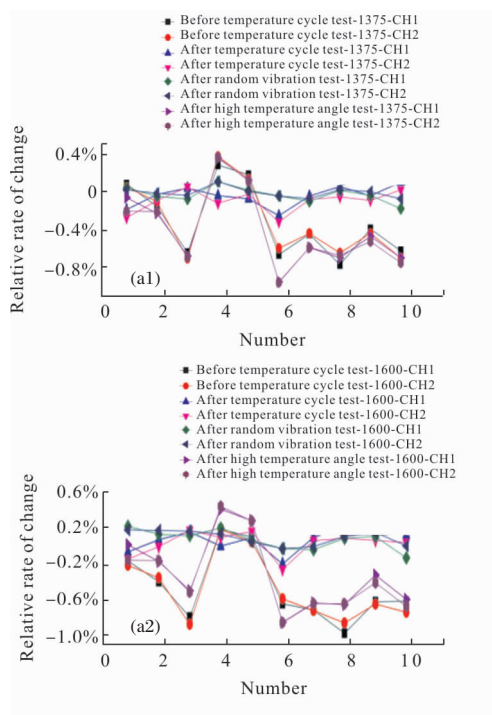 Before temperature cycle test-1375-CH1
Before temperature cycle test-1375-CH2
After temperature cycle test-1375-CH1
After temperature cycle test-1375-CH2
After random vibration test-1375-CH1
After random vibration test-1375-CH2
After high temperature angle test-1375-CH1
After high temperature angle test-1375-CH2
Relative rate of change
0.4%
0
−0.4%
−0.8%
(a1)
0 2 4 6 8 10
Number
Before temperature cycle test-1600-CH1
Before temperature cycle test-1600-CH2
After temperature cycle test-1600-CH1
After temperature cycle test-1600-CH2
After random vibration test-1600-CH1
After random vibration test-1600-CH2
After high temperature angle test-1600-CH1
After high temperature angle test-1600-CH2
Relative rate of change
0.6%
0.2%
−0.2%
−0.6%
−1.0%
(a2)
0 2 4 6 8 10
Number